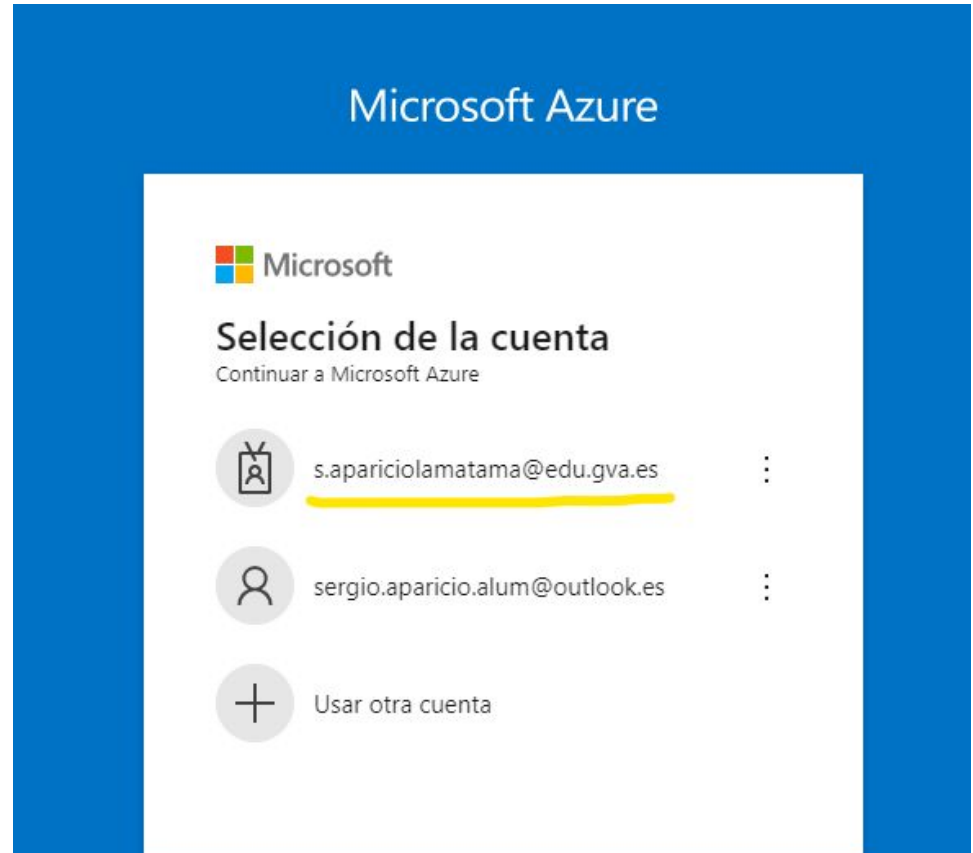 Microsoft Azure
Microsoft
Selección de la cuenta
Continuar a Microsoft Azure
s.apariciolamatama@edu.gva.es
sergio.aparicio.alum@outlook.es
Usar otra cuenta